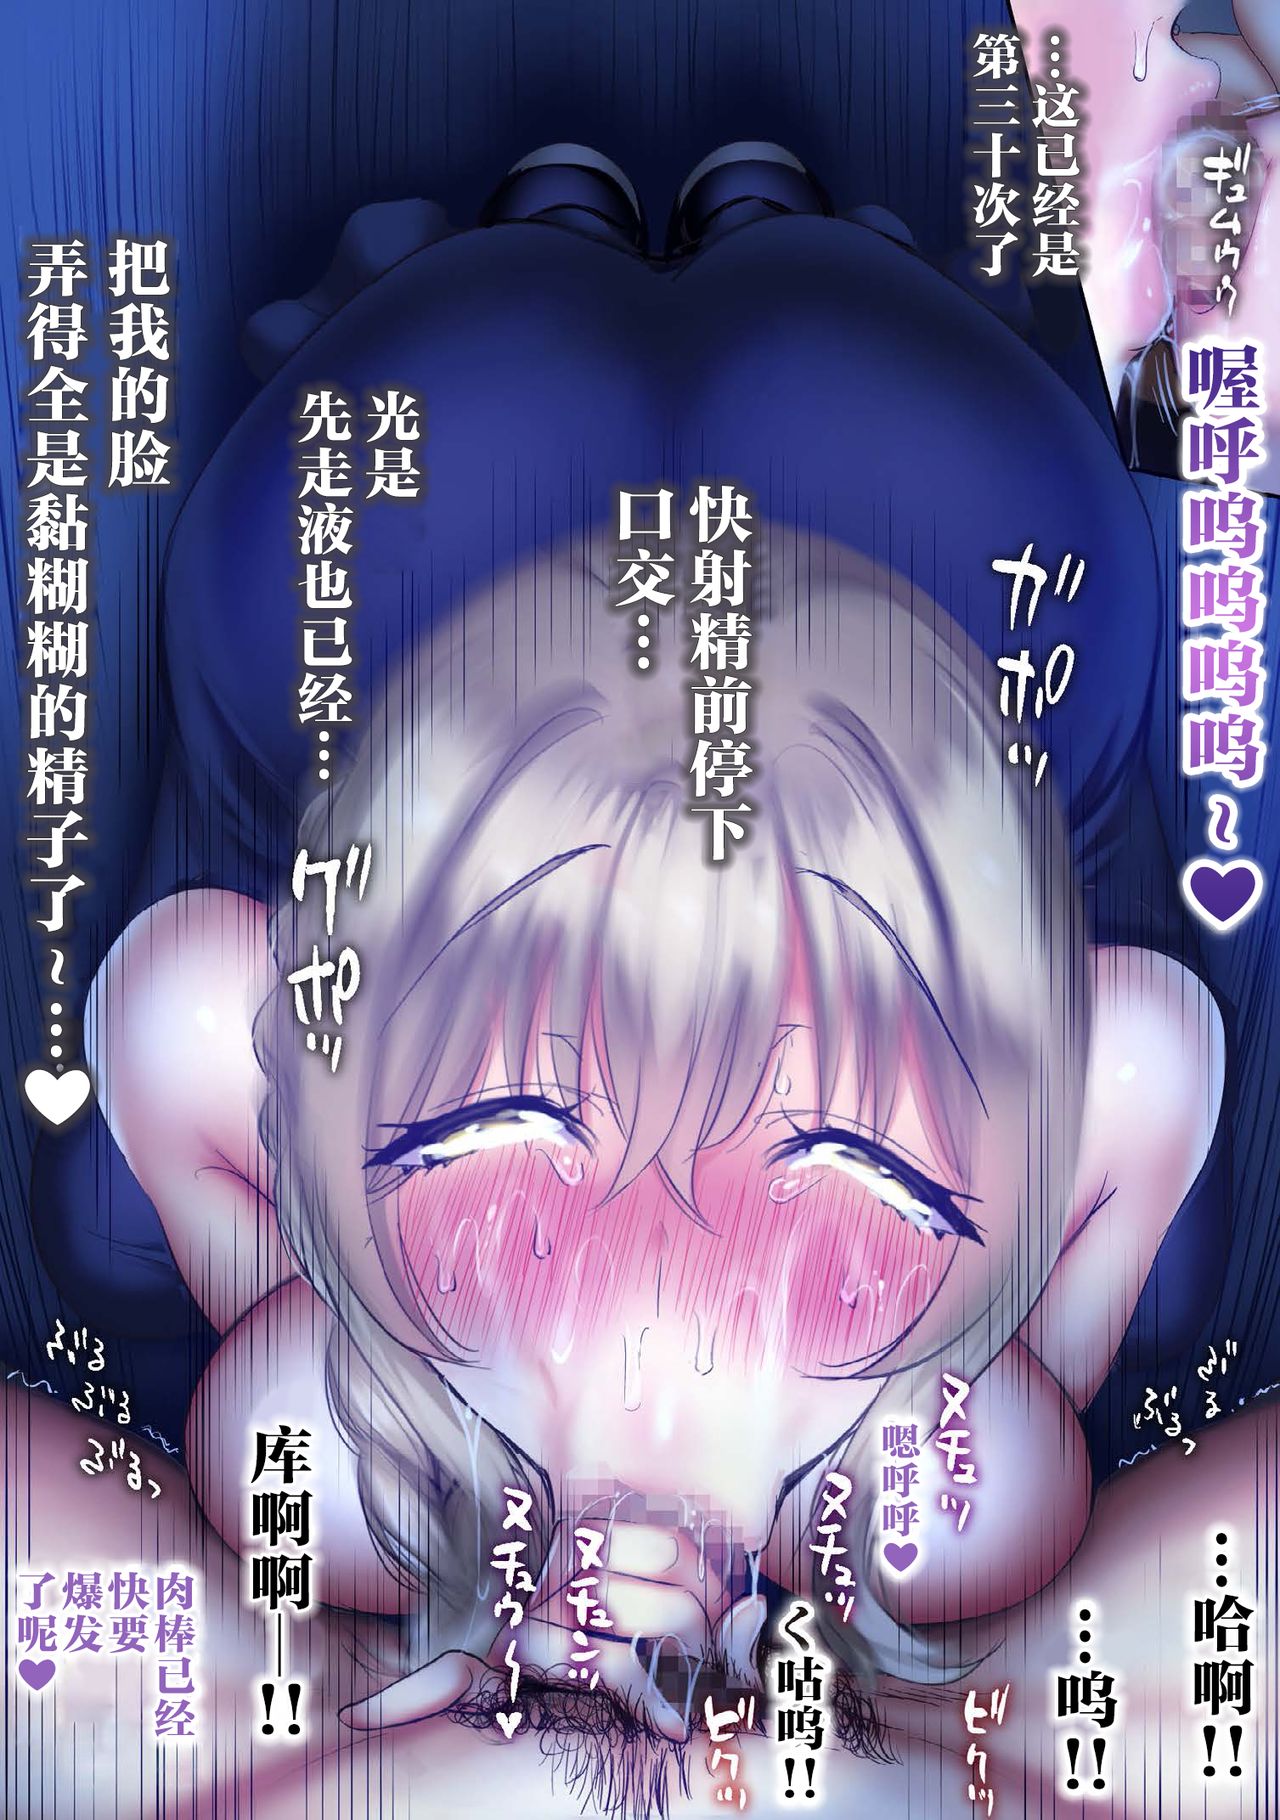 …这已经是
第三十次了
ギュムゥゥ
喔呼呜呜呜呜～♥
ガポッ
快射精前停下
口交…
光是
先走液也已经…
把我的脸
弄得全是黏糊糊的精子了～…♥
グポッ
ぶるぶるぶるっ
ぶるぶるっ
ヌチュッ
嗯呼呼♥
ヌチュッ
ヌチュン
ヌチュゥ～♥
库啊啊—!!
…哈啊!!
…呜!!
く咕呜!!
ビクッ
ビクッ
肉棒已经
快要
爆发
了呢♥